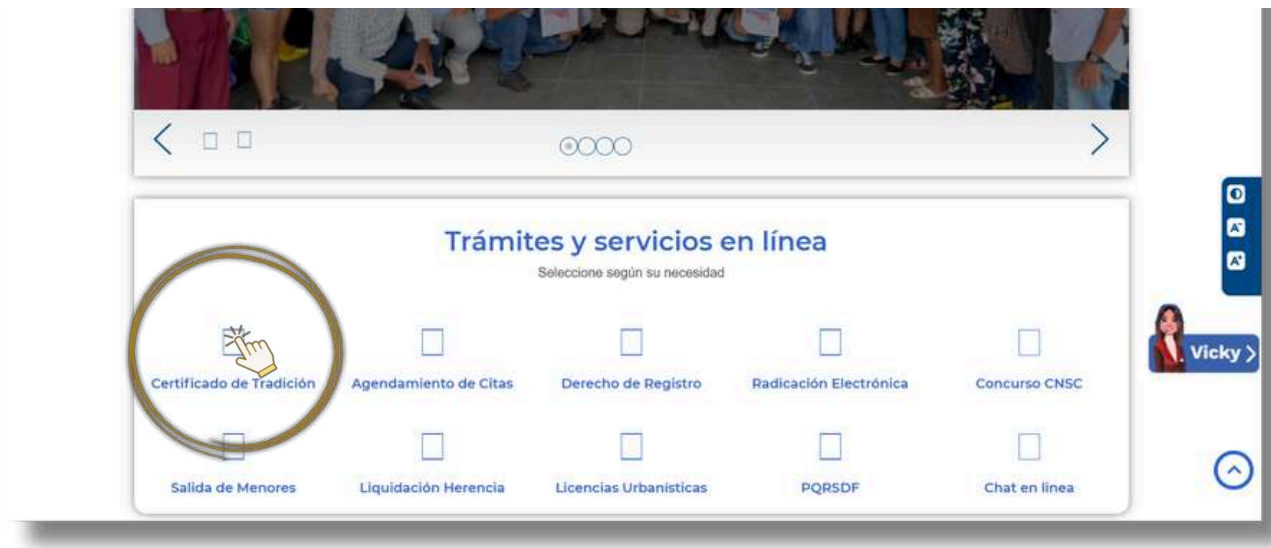 Trámites y servicios en línea
Seleccione según su necesidad
Certificado de Tradición
Agendamiento de Citas
Derecho de Registro
Radicación Electrónica
Concurso CNSC
Salida de Menores
Liquidación Herencia
Licencias Urbanísticas
PQRSDF
Chat en linea
A-
A+
Vicky >